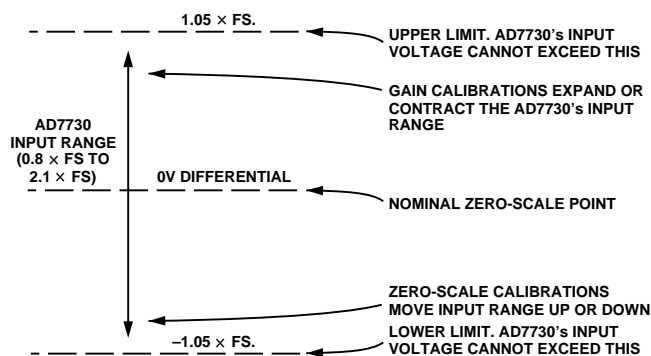 1.05 × FS.
UPPER LIMIT. AD7730's INPUT
VOLTAGE CANNOT EXCEED THIS
GAIN CALIBRATIONS EXPAND OR
CONTRACT THE AD7730's INPUT
RANGE
AD7730
INPUT RANGE
(0.8 × FS TO
2.1 × FS)
0V DIFFERENTIAL
NOMINAL ZERO-SCALE POINT
ZERO-SCALE CALIBRATIONS
MOVE INPUT RANGE UP OR DOWN
–1.05 × FS.
LOWER LIMIT. AD7730's INPUT
VOLTAGE CANNOT EXCEED THIS